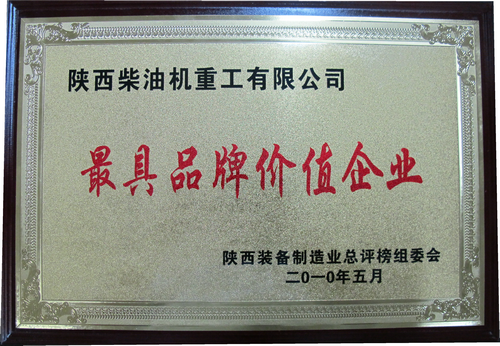 陕西柴油机重工有限公司
最具品牌价值企业
陕西装备制造业总评榜组委会
二〇一〇年五月